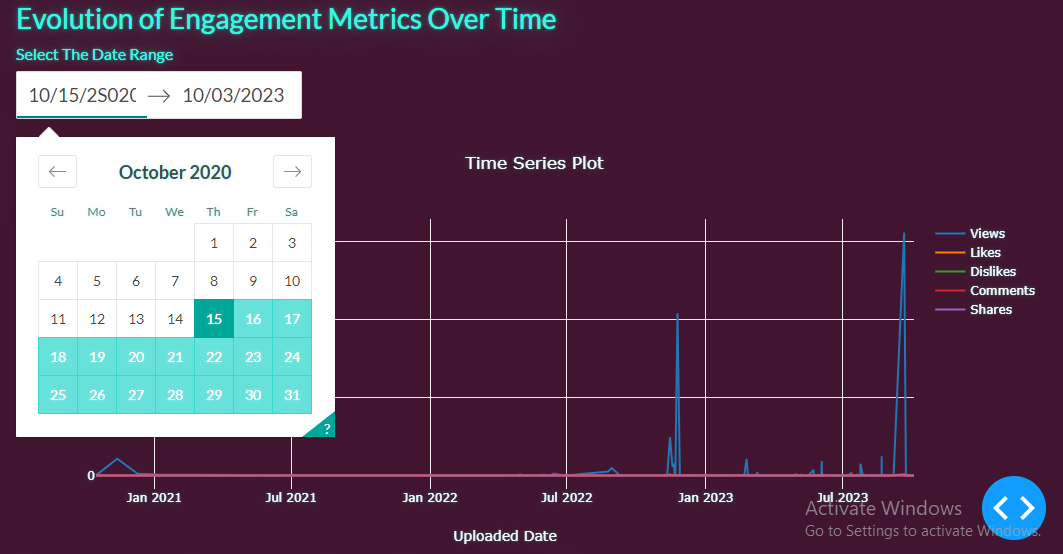 Evolution of Engagement Metrics Over Time
Select The Date Range
10/15/2S020 → 10/03/2023
← October 2020 →
Su Mo Tu We Th Fr Sa
1 2 3
4 5 6 7 8 9 10
11 12 13 14 15 16 17
18 19 20 21 22 23 24
25 26 27 28 29 30 31
?
Time Series Plot
Views
Likes
Dislikes
Comments
Shares
0
Jan 2021 Jul 2021 Jan 2022 Jul 2022 Jan 2023 Jul 2023
Uploaded Date
Activate Windows
Go to Settings to activate Windows.